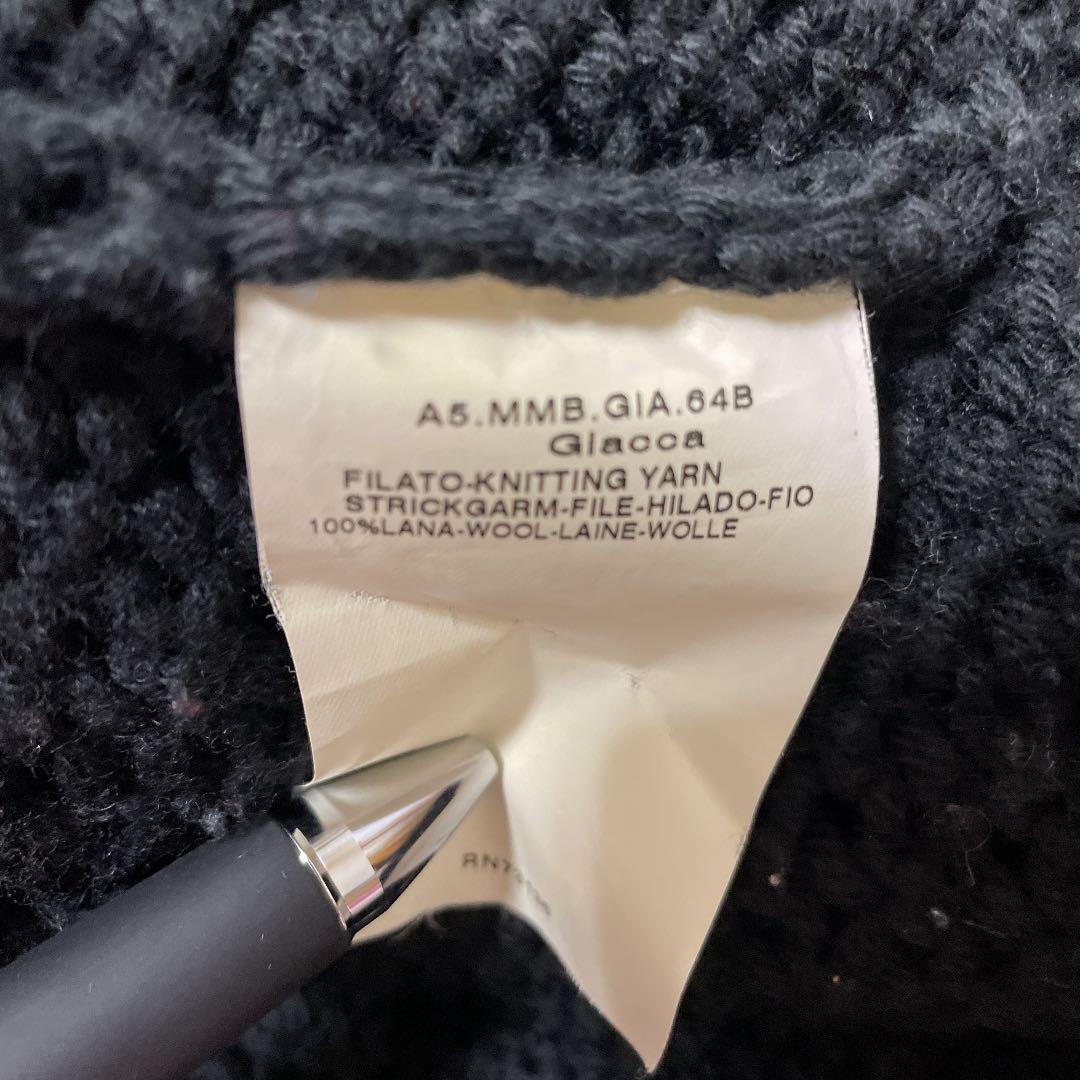 A5.MMB.GIA.64B
Giacca
FILATO-KNITTING YARN
STRICKGARM-FILE-HILADO-FIO
100%LANA-WOOL-LAINE-WOLLE